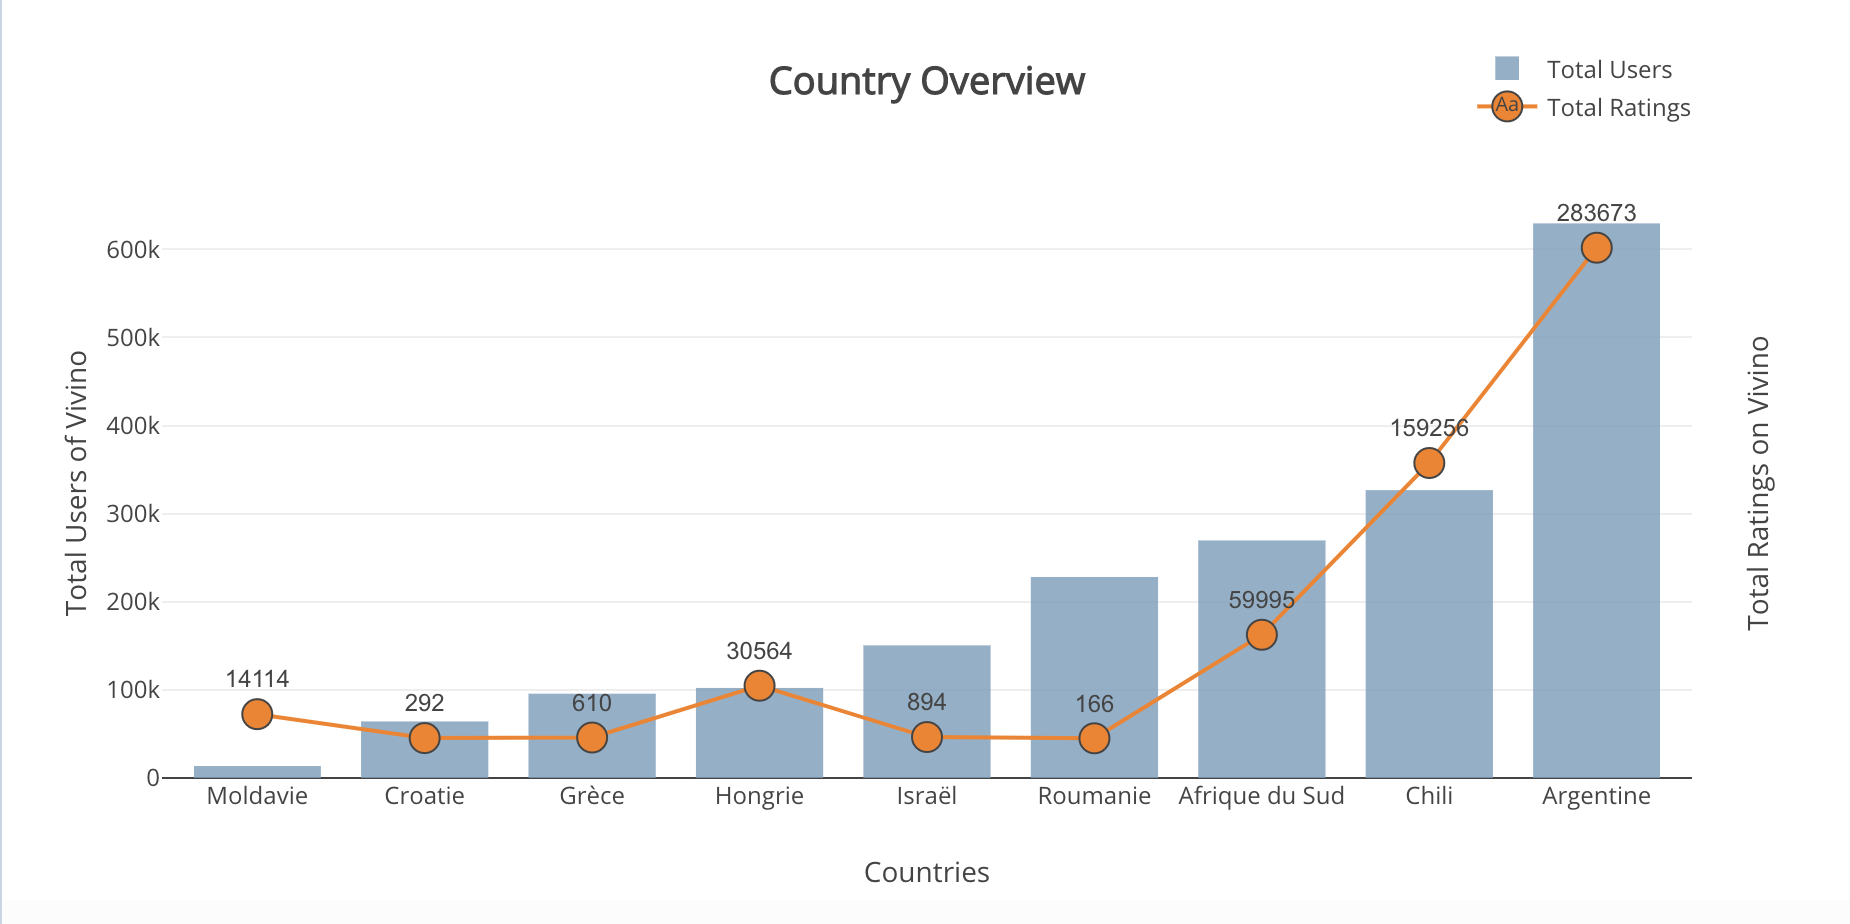 Country Overview
Total Users
Aa
Total Ratings
Total Users of Vivino
600k
500k
400k
300k
200k
100k
0
14114
292
610
30564
894
166
59995
159256
283673
Moldavie
Croatie
Grèce
Hongrie
Israël
Roumanie
Afrique du Sud
Chili
Argentine
Countries
Total Ratings on Vivino